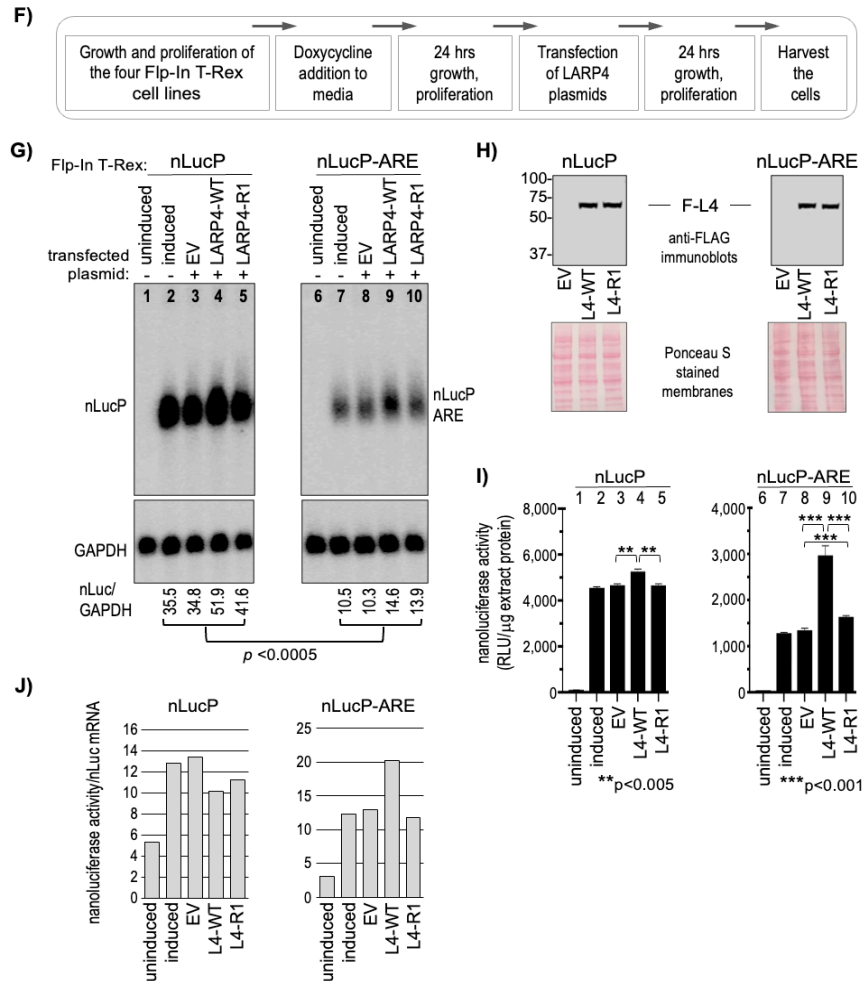 F)
Growth and proliferation of
the four Flp-In T-Rex
cell lines
Doxycycline
addition to
media
24 hrs
growth,
proliferation
Transfection
of LARP4
plasmids
24 hrs
growth,
proliferation
Harvest
the
cells
G)
Flp-In T-Rex: nLucP nLucP-ARE
uninduced induced EV LARP4-WT LARP4-R1 uninduced induced EV LARP4-WT LARP4-R1
transfected
plasmid: - - + + + - - + + +
1 2 3 4 5 6 7 8 9 10
nLucP
nLucP
ARE
GAPDH
nLuc/
GAPDH
35.5 34.8 51.9 41.6 10.5 10.3 14.6 13.9
p <0.0005
H)
nLucP nLucP-ARE
100-
75-
50-
37-
F-L4
anti-FLAG
immunoblots
EV L4-WT L4-R1 EV L4-WT L4-R1
Ponceau S
stained
membranes
I)
nLucP nLucP-ARE
1 2 3 4 5 6 7 8 9 10
nanoluciferase activity
(RLU/µg extract protein)
8,000
6,000
4,000
2,000
0
** **
4,000
3,000
2,000
1,000
0
*** ***
***
uninduced induced EV L4-WT L4-R1 uninduced induced EV L4-WT L4-R1
**p<0.005 ***p<0.001
J)
nLucP nLucP-ARE
nanoluciferase activity/nLuc mRNA
16
14
12
10
8
6
4
2
0
25
20
15
10
5
0
uninduced induced EV L4-WT L4-R1 uninduced induced EV L4-WT L4-R1